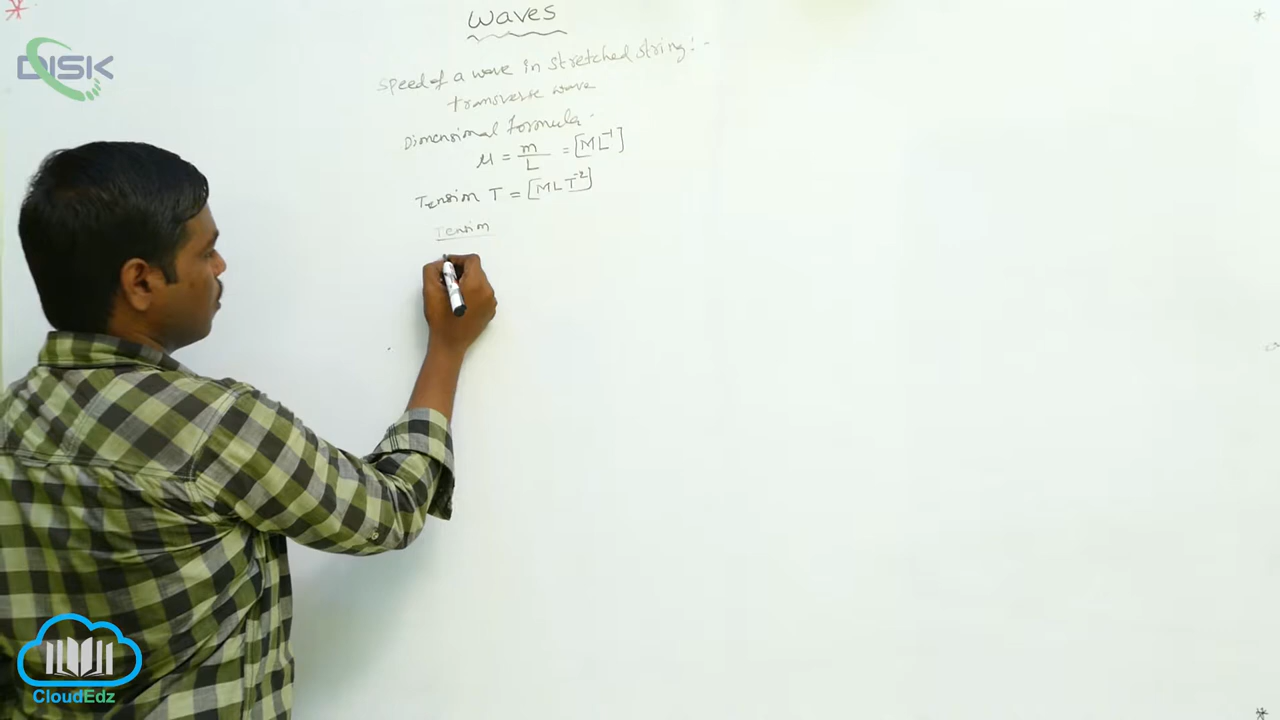 Waves
DISK
Speed of a wave in stretched string:-
transverse wave
Dimensional formula-
μ = m/L = [ML⁻¹]
Tension T = [MLT⁻²]
Tension
CloudEdz